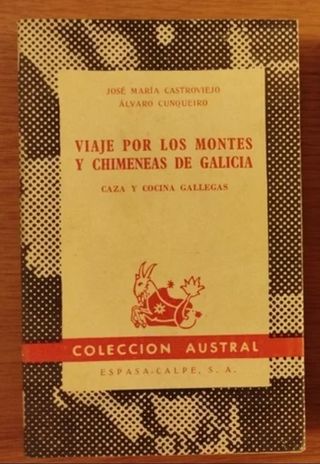 JOSÉ MARÍA CASTROVIEJO
ÁLVARO CUNQUEIRO
VIAJE POR LOS MONTES
Y CHIMENEAS DE GALICIA
CAZA Y COCINA GALLEGAS
COLECCION AUSTRAL
ESPASA-CALPE, S. A.